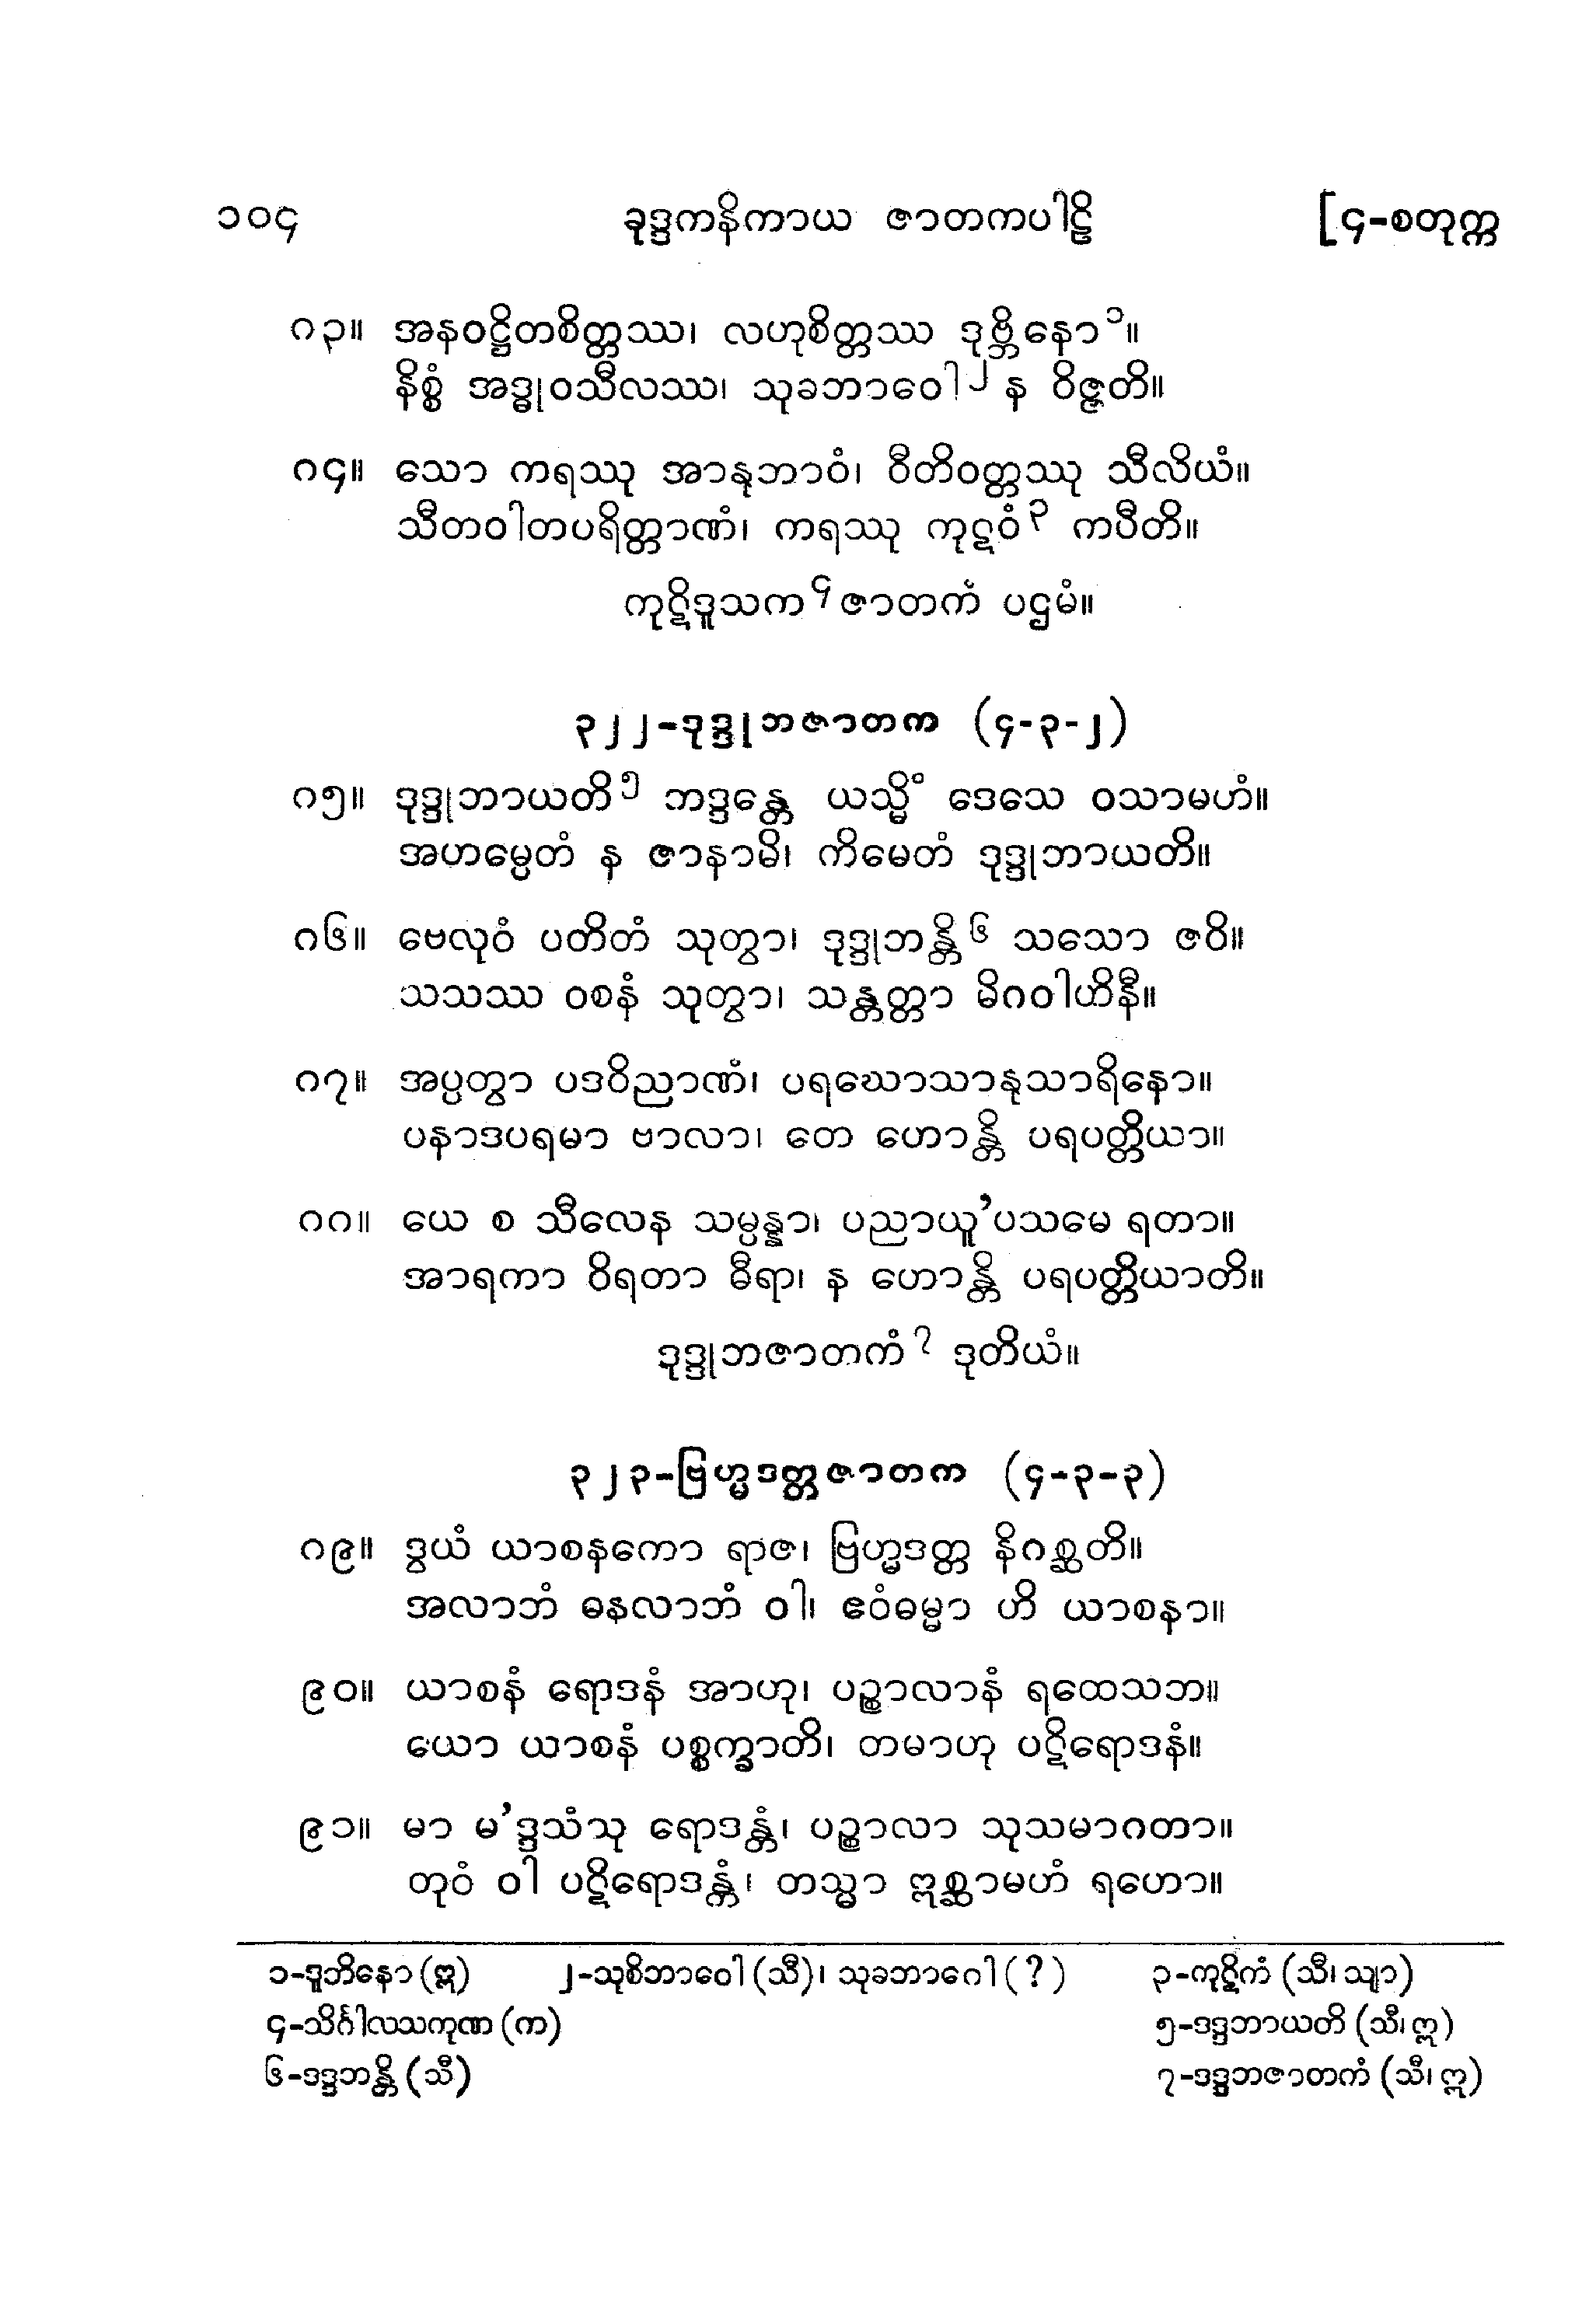 ၁၀၄ ခုဒ္ဒကနိကာယ ဇာတကပါဠိ [၄-စတုက္က
၈၃။ အနဝဋ္ဌိတစိတ္တဿ၊ လဟုစိတ္တဿ ဒုဗ္ဘိနော၁။
နိစ္စံ အဒ္ဓုဝသီလဿ၊ သုခဘာဝေါ၂ န ဝိဇ္ဇတိ။
၈၄။ သော ကရဿု အာနုဘာဝံ၊ ဝီတိဝတ္တဿု သီလိယံ။
သီတဝါတပရိတ္တာဏံ၊ ကရဿု ကုဋဝံ၃ ကပီတိ။
ကုဋိဒူသက၄ဇာတကံ ပဌမံ။
၃၂၂-ဒုဒ္ဒုဘဇာတက (၄-၃-၂)
၈၅။ ဒုဒ္ဒုဘာယတိ၅ ဘဒ္ဒန္တေ ယသ္မိံ ဒေသေ ဝသာမဟံ။
အဟမ္ပေတံ န ဇာနာမိ၊ ကိမေတံ ဒုဒ္ဒုဘာယတိ။
၈၆။ ဗေလုဝံ ပတိတံ သုတွာ၊ ဒုဒ္ဒုဘန္တိ၆ သသော ဇဝိ။
သသဿ ဝစနံ သုတွာ၊ သန္တတ္တာ မိဂဝါဟိနီ။
၈၇။ အပ္ပတွာ ပဒဝိညာဏံ၊ ပရဃောသာနုသာရိနော။
ပနာဒပရမာ ဗာလာ၊ တေ ဟောန္တိ ပရပတ္တိယာ။
၈၈။ ယေ စ သီလေန သမ္ပန္နာ၊ ပညာယူ’ပသမေ ရတာ။
အာရကာ ဝိရတာ ဓီရာ၊ န ဟောန္တိ ပရပတ္တိယာတိ။
ဒုဒ္ဒုဘဇာတကံ၇ ဒုတိယံ။
၃၂၃-ဗြဟ္မဒတ္တဇာတက (၄-၃-၃)
၈၉။ ဒွယံ ယာစနကော ရာဇ၊ ဗြဟ္မဒတ္တ နိဂစ္ဆတိ။
အလာဘံ ဓနလာဘံ ဝါ၊ ဧဝံဓမ္မာ ဟိ ယာစနာ။
၉၀။ ယာစနံ ရောဒနံ အာဟု၊ ပဉ္စာလာနံ ရထေသဘ။
ယော ယာစနံ ပစ္စက္ခာတိ၊ တမာဟု ပဋိရောဒနံ။
၉၁။ မာ မ’ဒ္ဒသံသု ရောဒန္တံ၊ ပဉ္စာလာ သုသမာဂတာ။
တုဝံ ဝါ ပဋိရောဒန္တံ၊ တသ္မာ ဣစ္ဆာမဟံ ရဟော။
၁-ဒူဘိနော (ဣ) ၂-သုစိဘာဝေါ (သီ)၊ သုခဘာဂေါ (?) ၃-ကုဋိကံ (သီ၊ သျာ)
၄-သိင်္ဂါလသကုဏ (က) ၅-ဒဒ္ဒဘာယတိ (သီ၊ ဣ)
၆-ဒဒ္ဒဘန္တိ (သီ) ၇-ဒဒ္ဒဘဇာတကံ (သီ၊ ဣ)